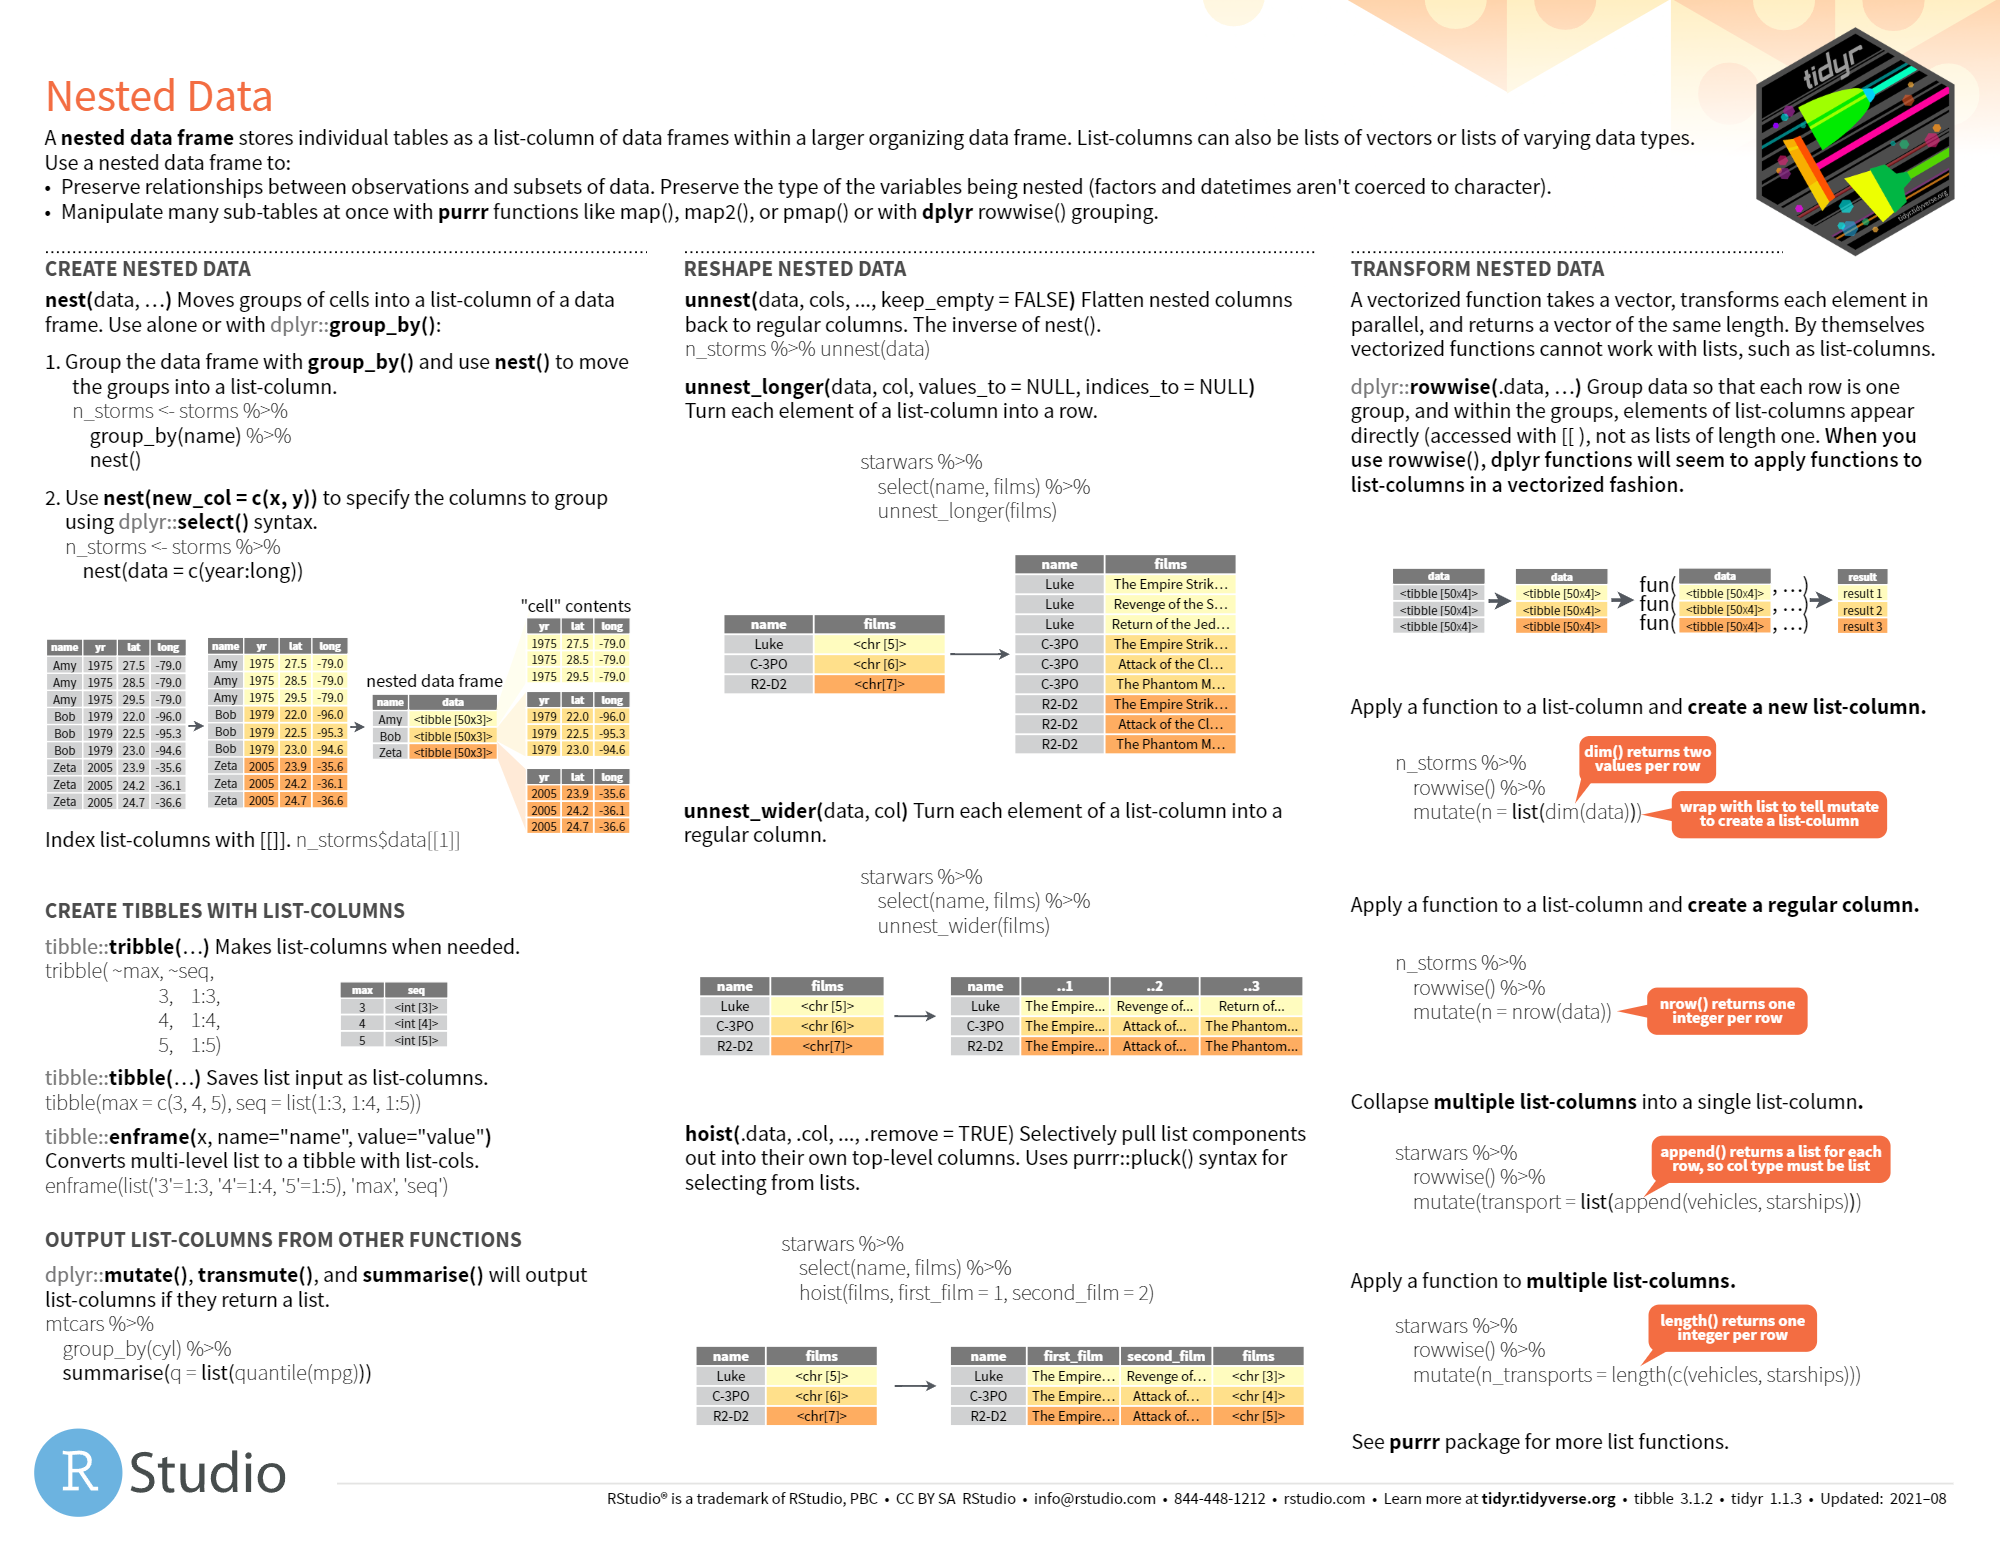 tidyr
tidyr.tidyverse.org
Nested Data
A nested data frame stores individual tables as a list-column of data frames within a larger organizing data frame. List-columns can also be lists of vectors or lists of varying data types.
Use a nested data frame to:
• Preserve relationships between observations and subsets of data. Preserve the type of the variables being nested (factors and datetimes aren't coerced to character).
• Manipulate many sub-tables at once with purrr functions like map(), map2(), or pmap() or with dplyr rowwise() grouping.
CREATE NESTED DATA
nest(data, …) Moves groups of cells into a list-column of a data
frame. Use alone or with dplyr::group_by():
1. Group the data frame with group_by() and use nest() to move
the groups into a list-column.
n_storms <- storms %>%
group_by(name) %>%
nest()
2. Use nest(new_col = c(x, y)) to specify the columns to group
using dplyr::select() syntax.
n_storms <- storms %>%
nest(data = c(year:long))
name yr lat long
Amy 1975 27.5 -79.0
Amy 1975 28.5 -79.0
Amy 1975 29.5 -79.0
Bob 1979 22.0 -96.0
Bob 1979 22.5 -95.3
Bob 1979 23.0 -94.6
Zeta 2005 23.9 -35.6
Zeta 2005 24.2 -36.1
Zeta 2005 24.7 -36.6
name yr lat long
Amy 1975 27.5 -79.0
Amy 1975 28.5 -79.0
Amy 1975 29.5 -79.0
Bob 1979 22.0 -96.0
Bob 1979 22.5 -95.3
Bob 1979 23.0 -94.6
Zeta 2005 23.9 -35.6
Zeta 2005 24.2 -36.1
Zeta 2005 24.7 -36.6
nested data frame
name data
Amy <tibble [50x3]>
Bob <tibble [50x3]>
Zeta <tibble [50x3]>
"cell" contents
yr lat long
1975 27.5 -79.0
1975 28.5 -79.0
1975 29.5 -79.0
yr lat long
1979 22.0 -96.0
1979 22.5 -95.3
1979 23.0 -94.6
yr lat long
2005 23.9 -35.6
2005 24.2 -36.1
2005 24.7 -36.6
Index list-columns with [[]]. n_storms$data[[1]]
CREATE TIBBLES WITH LIST-COLUMNS
tibble::tribble(…) Makes list-columns when needed.
tribble( ~max, ~seq,
3, 1:3,
4, 1:4,
5, 1:5)
max seq
3 <int [3]>
4 <int [4]>
5 <int [5]>
tibble::tibble(…) Saves list input as list-columns.
tibble(max = c(3, 4, 5), seq = list(1:3, 1:4, 1:5))
tibble::enframe(x, name="name", value="value")
Converts multi-level list to a tibble with list-cols.
enframe(list('3'=1:3, '4'=1:4, '5'=1:5), 'max', 'seq')
OUTPUT LIST-COLUMNS FROM OTHER FUNCTIONS
dplyr::mutate(), transmute(), and summarise() will output
list-columns if they return a list.
mtcars %>%
group_by(cyl) %>%
summarise(q = list(quantile(mpg)))
RESHAPE NESTED DATA
unnest(data, cols, ..., keep_empty = FALSE) Flatten nested columns
back to regular columns. The inverse of nest().
n_storms %>% unnest(data)
unnest_longer(data, col, values_to = NULL, indices_to = NULL)
Turn each element of a list-column into a row.
starwars %>%
select(name, films) %>%
unnest_longer(films)
name films
Luke <chr [5]>
C-3PO <chr [6]>
R2-D2 <chr[7]>
name films
Luke The Empire Strik…
Luke Revenge of the S…
Luke Return of the Jed…
C-3PO The Empire Strik…
C-3PO Attack of the Cl…
C-3PO The Phantom M…
R2-D2 The Empire Strik…
R2-D2 Attack of the Cl…
R2-D2 The Phantom M…
unnest_wider(data, col) Turn each element of a list-column into a
regular column.
starwars %>%
select(name, films) %>%
unnest_wider(films)
name films
Luke <chr [5]>
C-3PO <chr [6]>
R2-D2 <chr[7]>
name ..1 ..2 ..3
Luke The Empire... Revenge of... Return of...
C-3PO The Empire... Attack of... The Phantom...
R2-D2 The Empire... Attack of... The Phantom...
hoist(.data, .col, ..., .remove = TRUE) Selectively pull list components
out into their own top-level columns. Uses purrr::pluck() syntax for
selecting from lists.
starwars %>%
select(name, films) %>%
hoist(films, first_film = 1, second_film = 2)
name films
Luke <chr [5]>
C-3PO <chr [6]>
R2-D2 <chr[7]>
name first_film second_film films
Luke The Empire… Revenge of… <chr [3]>
C-3PO The Empire… Attack of… <chr [4]>
R2-D2 The Empire… Attack of… <chr [5]>
TRANSFORM NESTED DATA
A vectorized function takes a vector, transforms each element in
parallel, and returns a vector of the same length. By themselves
vectorized functions cannot work with lists, such as list-columns.
dplyr::rowwise(.data, …) Group data so that each row is one
group, and within the groups, elements of list-columns appear
directly (accessed with [[ ), not as lists of length one. When you
use rowwise(), dplyr functions will seem to apply functions to
list-columns in a vectorized fashion.
data
<tibble [50x4]>
<tibble [50x4]>
<tibble [50x4]>
data
<tibble [50x4]>
<tibble [50x4]>
<tibble [50x4]>
data
fun( <tibble [50x4]> , …)
fun( <tibble [50x4]> , …)
fun( <tibble [50x4]> , …)
result
result 1
result 2
result 3
Apply a function to a list-column and create a new list-column.
n_storms %>%
rowwise() %>%
mutate(n = list(dim(data)))
dim() returns two
values per row
wrap with list to tell mutate
to create a list-column
Apply a function to a list-column and create a regular column.
n_storms %>%
rowwise() %>%
mutate(n = nrow(data))
nrow() returns one
integer per row
Collapse multiple list-columns into a single list-column.
starwars %>%
rowwise() %>%
mutate(transport = list(append(vehicles, starships)))
append() returns a list for each
row, so col type must be list
Apply a function to multiple list-columns.
starwars %>%
rowwise() %>%
mutate(n_transports = length(c(vehicles, starships)))
length() returns one
integer per row
See purrr package for more list functions.
R Studio
RStudio® is a trademark of RStudio, PBC • CC BY SA RStudio • info@rstudio.com • 844-448-1212 • rstudio.com • Learn more at tidyr.tidyverse.org • tibble 3.1.2 • tidyr 1.1.3 • Updated: 2021–08